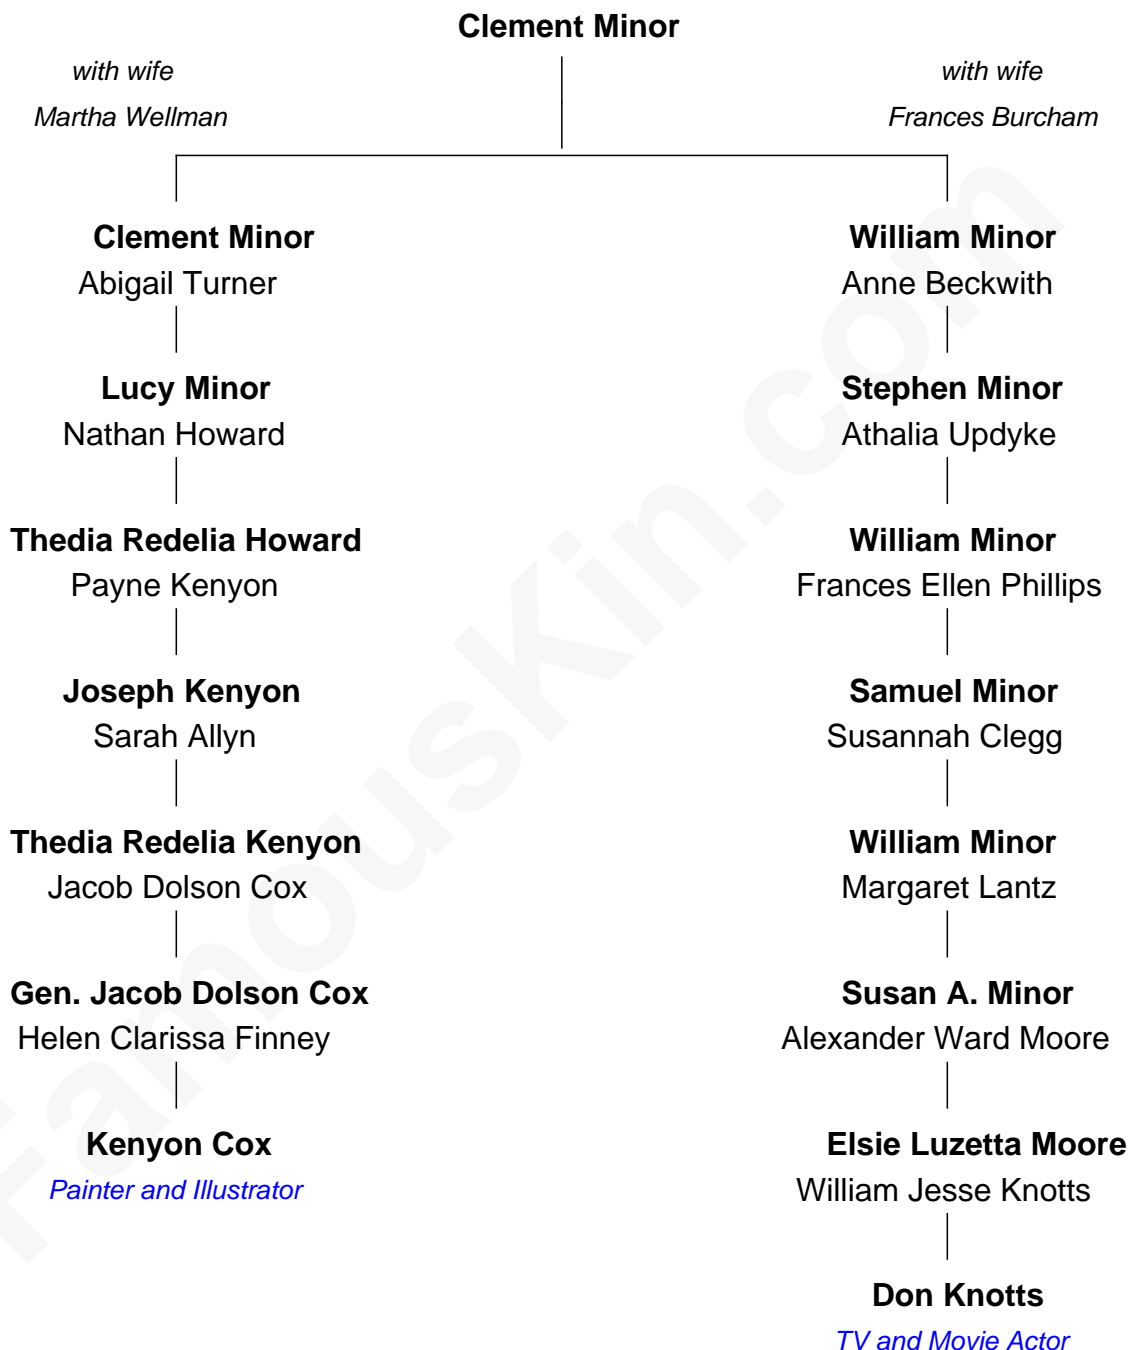 Clement Minor
with wife
Martha Wellman
with wife
Frances Burcham
Clement Minor
Abigail Turner
Lucy Minor
Nathan Howard
Thedia Redelia Howard
Payne Kenyon
Joseph Kenyon
Sarah Allyn
Thedia Redelia Kenyon
Jacob Dolson Cox
Gen. Jacob Dolson Cox
Helen Clarissa Finney
Kenyon Cox
Painter and Illustrator
William Minor
Anne Beckwith
Stephen Minor
Athalia Updyke
William Minor
Frances Ellen Phillips
Samuel Minor
Susannah Clegg
William Minor
Margaret Lantz
Susan A. Minor
Alexander Ward Moore
Elsie Luzetta Moore
William Jesse Knotts
Don Knotts
TV and Movie Actor
FamousKin.com